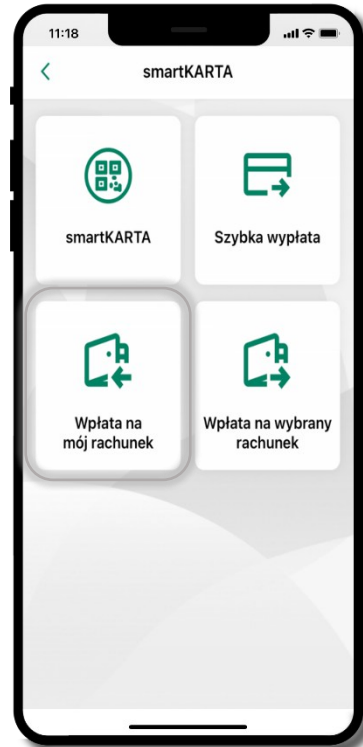 11:18
smartKARTA
smartKARTA
Szybka wypłata
Wpłata na
mój rachunek
Wpłata na wybrany
rachunek